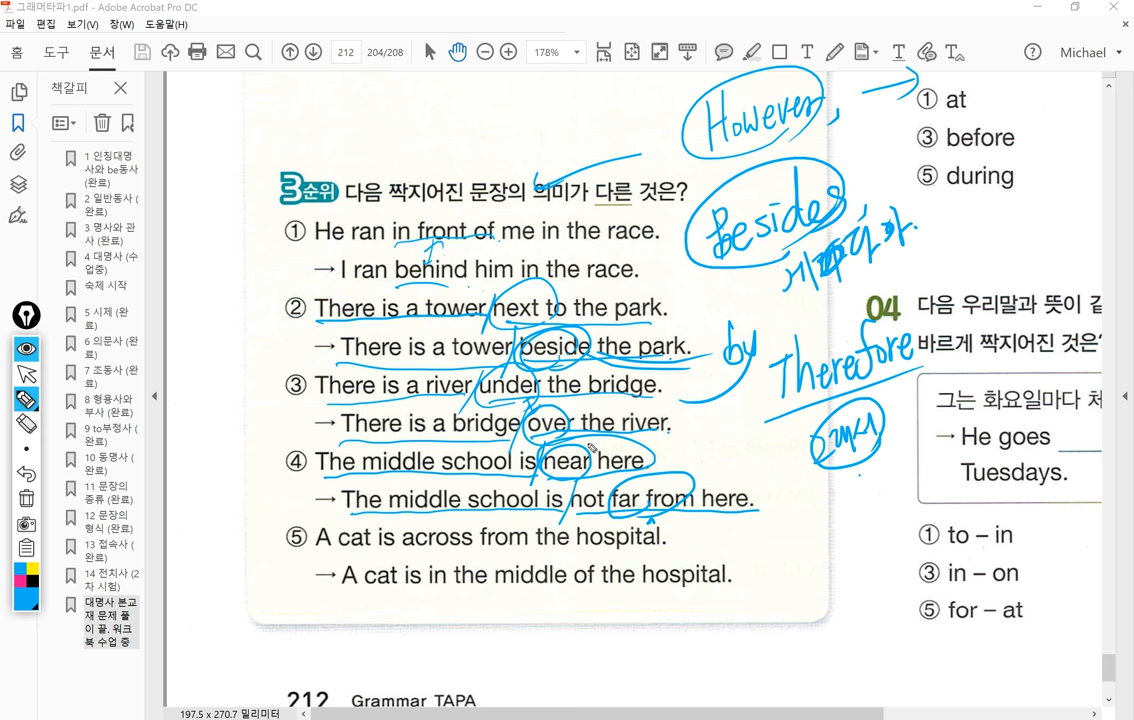 그래머타파1.pdf - Adobe Acrobat Pro DC
파일 편집 보기(V) 창(W) 도움말(H)
홈 도구 문서 212 204/208 178% Michael
책갈피
1 인칭대명
사와 be동사 (
완료)
2 일반동사 (
완료)
3 명사와 관
사 (완료)
4 대명사 (수
업중)
숙제 시작
5 시제 (완
료)
6 의문사 (완
료)
7 조동사 (완
료)
8 형용사와
부사 (완료)
9 to부정사 (완
료)
10 동명사 (
완료)
11 문장의
종류 (완료)
12 문장의
형식 (완료)
13 접속사 (
완료)
14 전치사 (2
차 시험)
대명사 본교
재 문제 풀
이 끝. 워크
북 수업 중
However,
3순위 다음 짝지어진 문장의 의미가 다른 것은?
Besides,
① He ran in front of me in the race.
→ I ran behind him in the race.
② There is a tower next to the park.
→ There is a tower beside the park.
by
③ There is a river under the bridge.
Therefore
→ There is a bridge over the river.
④ The middle school is near here.
→ The middle school is not far from here.
⑤ A cat is across from the hospital.
→ A cat is in the middle of the hospital.
212 Grammar TAPA
① at
③ before
⑤ during
04 다음 우리말과 뜻이 같
바르게 짝지어진 것은?
그는 화요일마다 체
→ He goes
Tuesdays.
① to – in
③ in – on
⑤ for – at
197.5 x 270.7 밀리미터